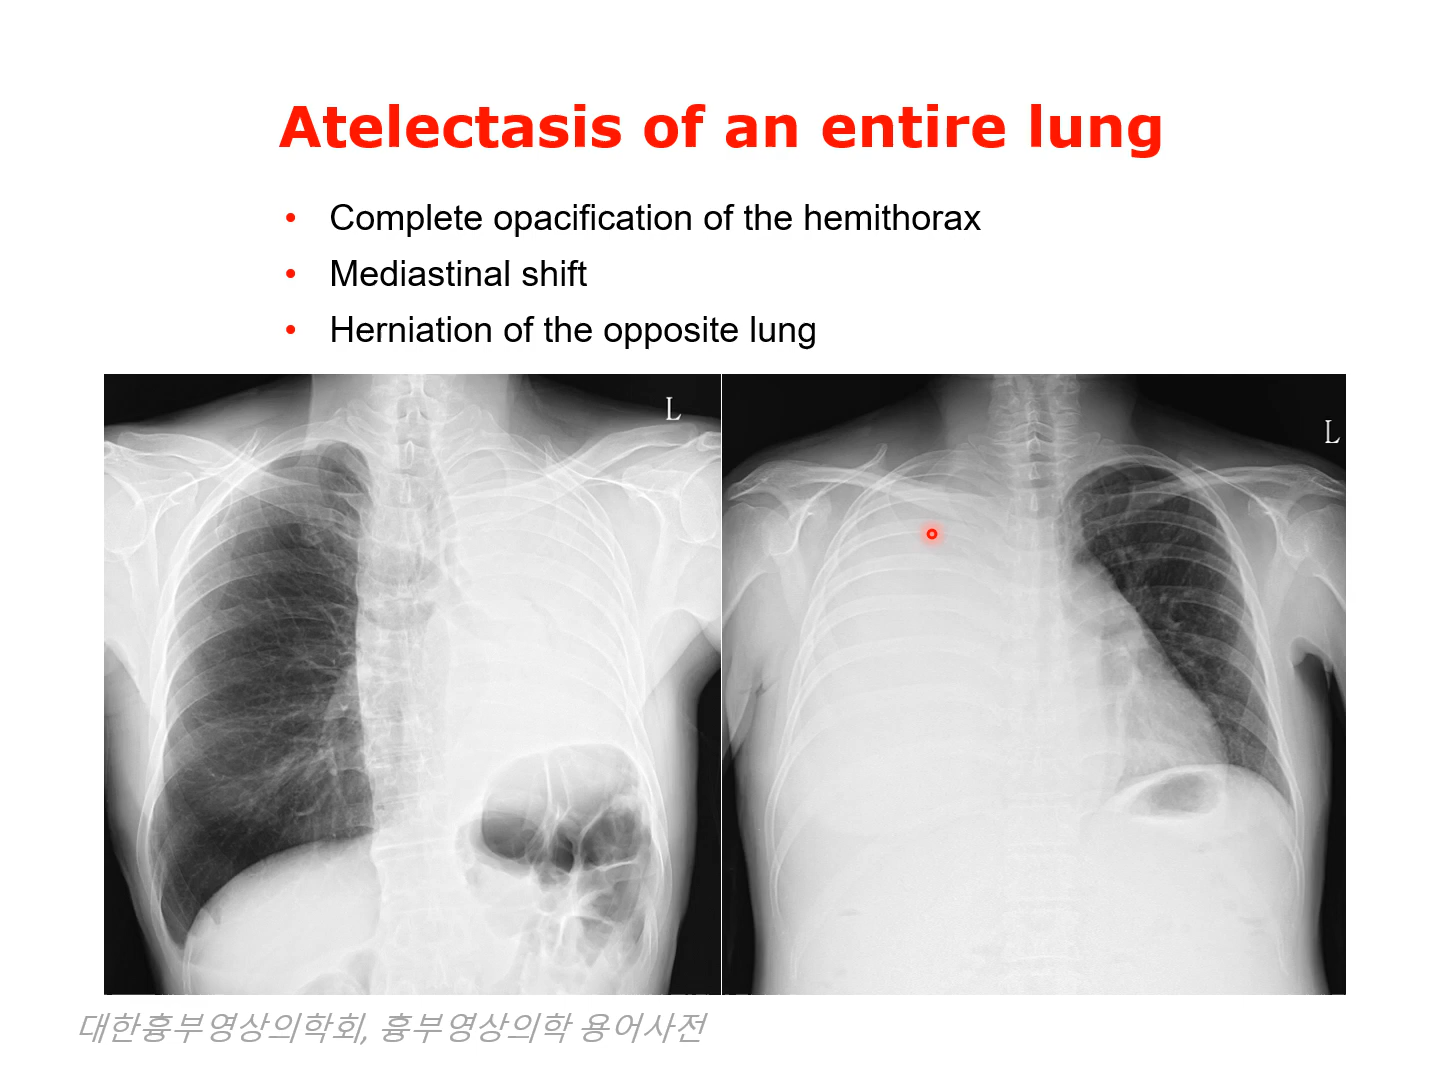 Atelectasis of an entire lung
• Complete opacification of the hemithorax
• Mediastinal shift
• Herniation of the opposite lung
L
L
대한흉부영상의학회, 흉부영상의학 용어사전